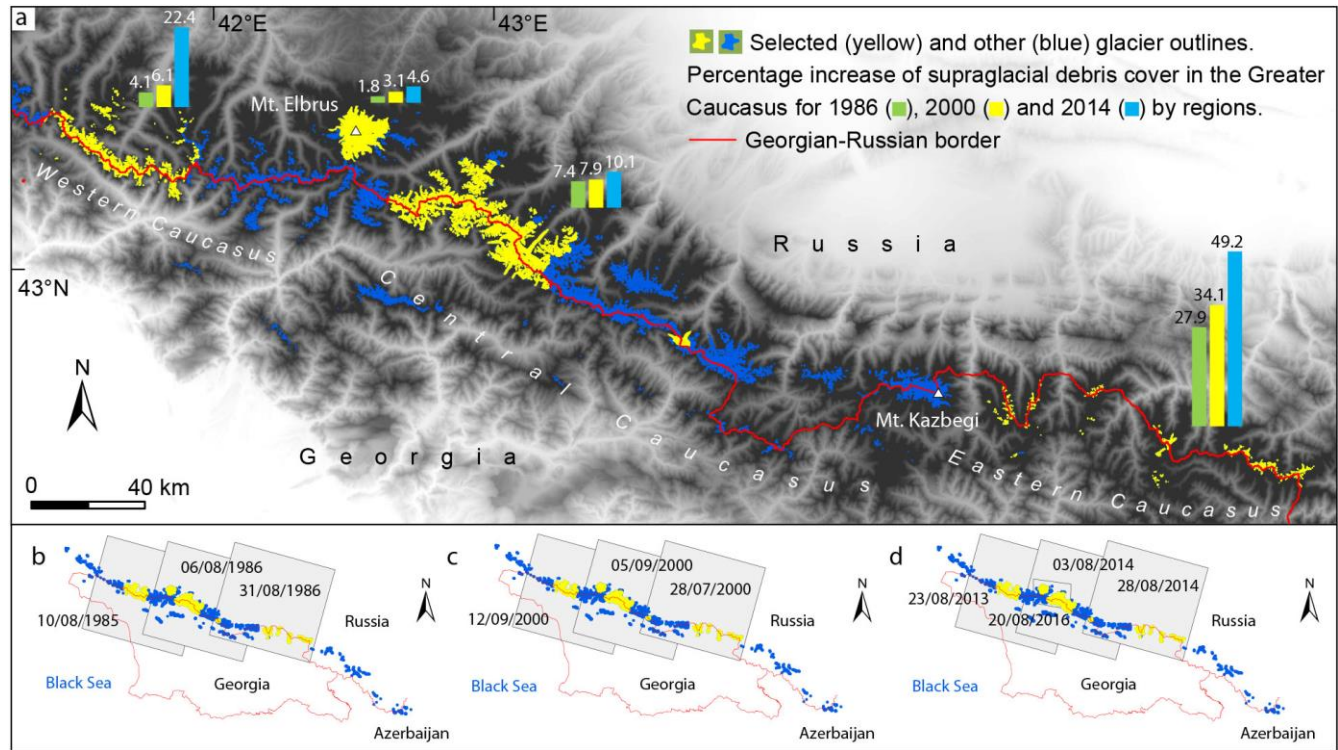 a
42°E
43°E
22.4
4.1
6.1
1.8
3.1
4.6
Mt. Elbrus
Selected (yellow) and other (blue) glacier outlines.
Percentage increase of supraglacial debris cover in the Greater
Caucasus for 1986 ( ), 2000 ( ) and 2014 ( ) by regions.
Georgian-Russian border
7.4
7.9
10.1
Western Caucasus
Russia
43°N
Central Caucasus
49.2
34.1
27.9
N
Mt. Kazbegi
Georgia
Eastern Caucasus
0
40 km
b
06/08/1986
31/08/1986
10/08/1985
N
Russia
Black Sea
Georgia
Azerbaijan
c
05/09/2000
28/07/2000
12/09/2000
N
Russia
Black Sea
Georgia
Azerbaijan
d
03/08/2014
28/08/2014
23/08/2013
20/08/2016
N
Russia
Black Sea
Georgia
Azerbaijan